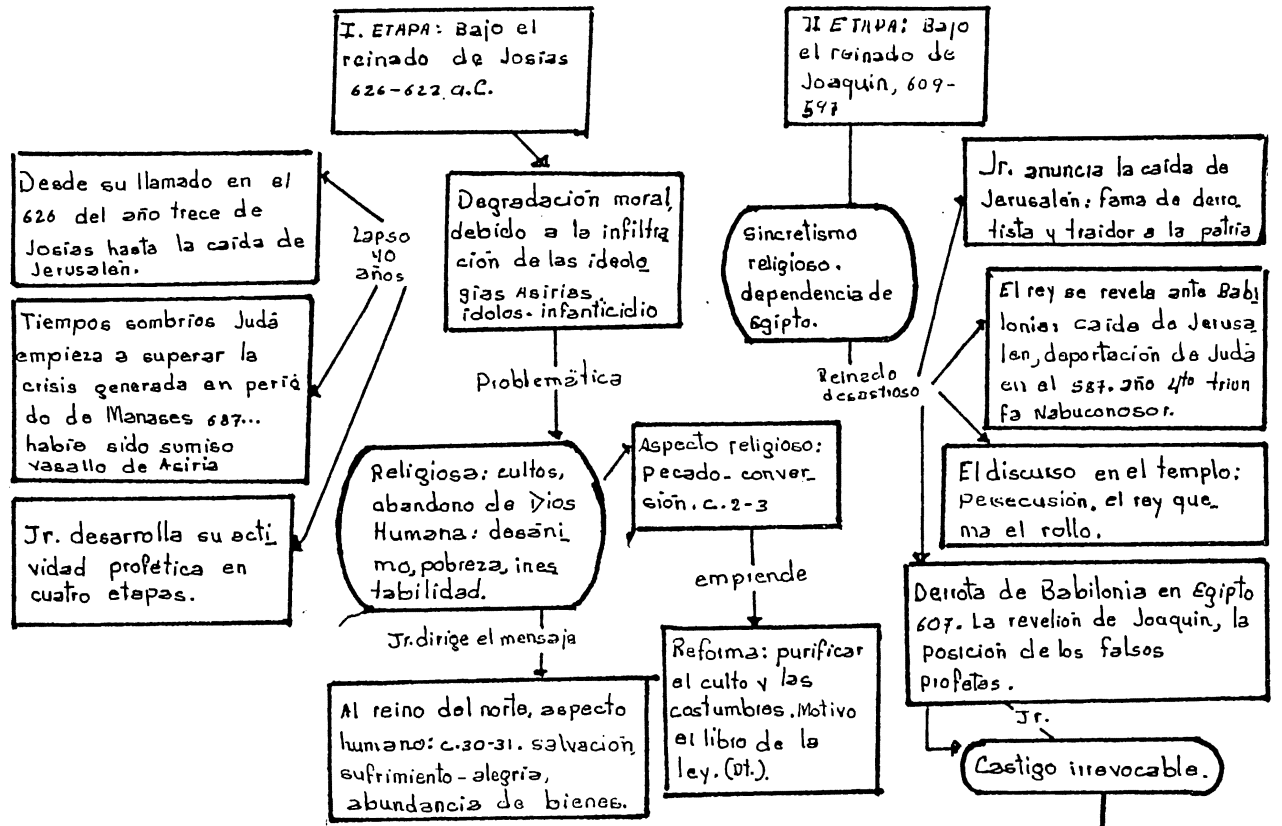 I. ETAPA: Bajo el
reinado de Josías
626-622 a.C.
II ETAPA: Bajo
el reinado de
Joaquín, 609-
597
Desde su llamado en el
626 del año trece de
Josías hasta la caída de
Jerusalén.
Lapso
40
años
Tiempos sombríos Judá
empieza a superar la
crisis generada en perió
do de Manases 687...
había sido sumiso
vasallo de Asiria
Jr. desarrolla su acti_
vidad profética en
cuatro etapas.
Degradación moral,
debido a la infiltra
ción de las ideolo
gías Asirias.
ídolos- infanticidio
Problemática
Religiosa: cultos,
abandono de Dios
Humana: desáni_
mo, pobreza, ines
tabilidad.
Jr. dirige el mensaje
Al reino del norte, aspecto
humano: c.30-31. salvación,
sufrimiento-alegría,
abundancia de bienes.
Aspecto religioso:
pecado-conver_
sión. c.2-3
emprende
Reforma: purificar
el culto y las
costumbres. Motivo
el libro de la
ley. (Dt.).
Sincretismo
religioso.
dependencia de
Egipto.
Reinado
desastroso
Jr. anuncia la caída de
Jerusalén: fama de derro_
tista y traidor a la patria
El rey se revela ante Babi
lonia: caída de Jerusa
len, deportación de Judá
en el 587. año 4to triun
fa Nabuconosor.
El discurso en el templo:
Persecusión, el rey que_
ma el rollo.
Derrota de Babilonia en Egipto
607. La revelión de Joaquin, la
posición de los falsos
profetas.
Jr.
Castigo irrevocable.